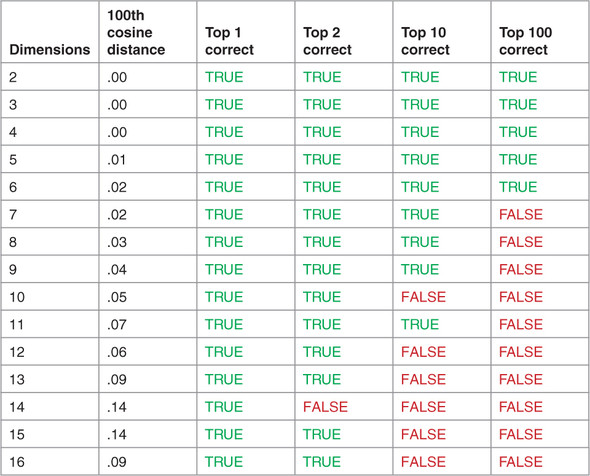 Dimensions 100th cosine distance Top 1 correct Top 2 correct Top 10 correct Top 100 correct
2 .00 TRUE TRUE TRUE TRUE
3 .00 TRUE TRUE TRUE TRUE
4 .00 TRUE TRUE TRUE TRUE
5 .01 TRUE TRUE TRUE TRUE
6 .02 TRUE TRUE TRUE TRUE
7 .02 TRUE TRUE TRUE FALSE
8 .03 TRUE TRUE TRUE FALSE
9 .04 TRUE TRUE TRUE FALSE
10 .05 TRUE TRUE FALSE FALSE
11 .07 TRUE TRUE TRUE FALSE
12 .06 TRUE TRUE FALSE FALSE
13 .09 TRUE TRUE FALSE FALSE
14 .14 TRUE FALSE FALSE FALSE
15 .14 TRUE TRUE FALSE FALSE
16 .09 TRUE TRUE FALSE FALSE